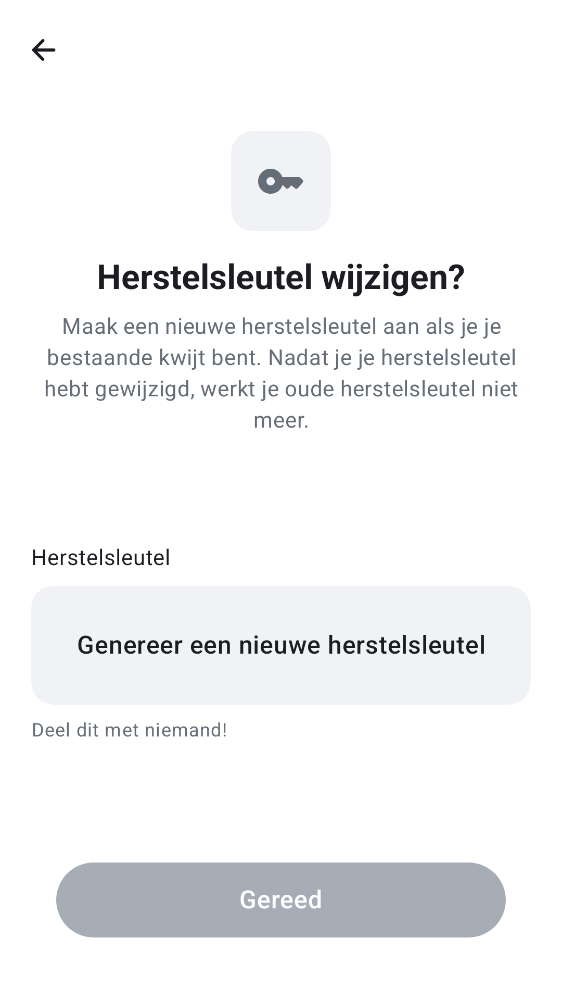 Herstelsleutel wijzigen?
Maak een nieuwe herstelsleutel aan als je je
bestaande kwijt bent. Nadat je je herstelsleutel
hebt gewijzigd, werkt je oude herstelsleutel niet
meer.
Herstelsleutel
Genereer een nieuwe herstelsleutel
Deel dit met niemand!
Gereed